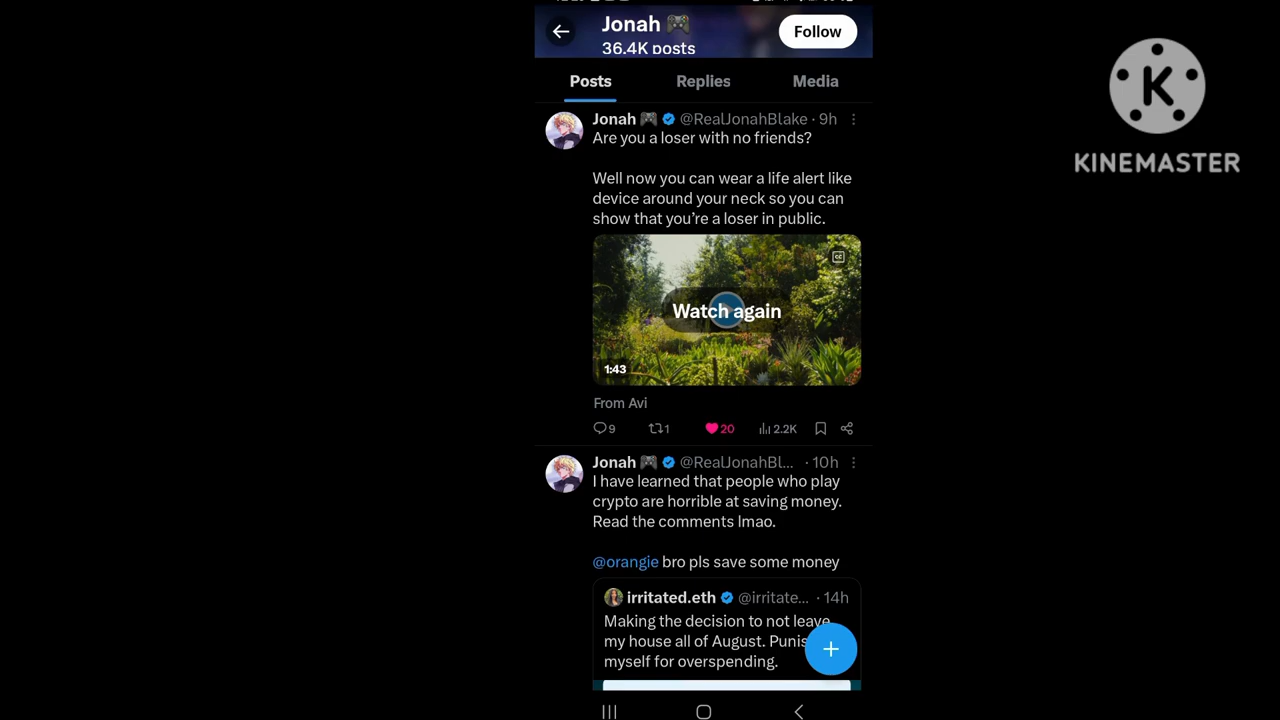 Jonah 🎮
36.4K posts
Follow
KINEMASTER
Posts Replies Media
Jonah 🎮 @RealJonahBlake · 9h
Are you a loser with no friends?
Well now you can wear a life alert like
device around your neck so you can
show that you're a loser in public.
Watch again
1:43
From Avi
9 1 20 2.2K
Jonah 🎮 @RealJonahBl... · 10h
I have learned that people who play
crypto are horrible at saving money.
Read the comments lmao.
@orangie bro pls save some money
irritated.eth @irritate... · 14h
Making the decision to not leave
my house all of August. Punis
myself for overspending.